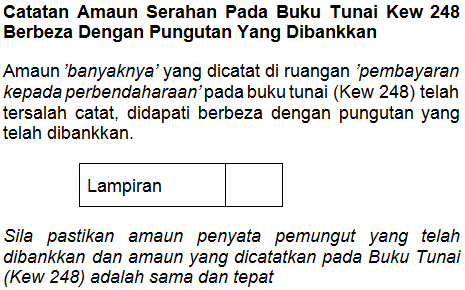 Catatan Amaun Serahan Pada Buku Tunai Kew 248
Berbeza Dengan Pungutan Yang Dibankkan
Amaun 'banyaknya' yang dicatat di ruangan 'pembayaran
kepada perbendaharaan' pada buku tunai (Kew 248) telah
tersalah catat, didapati berbeza dengan pungutan yang
telah dibankkan.
Lampiran
Sila pastikan amaun penyata pemungut yang telah
dibankkan dan amaun yang dicatatkan pada Buku Tunai
(Kew 248) adalah sama dan tepat